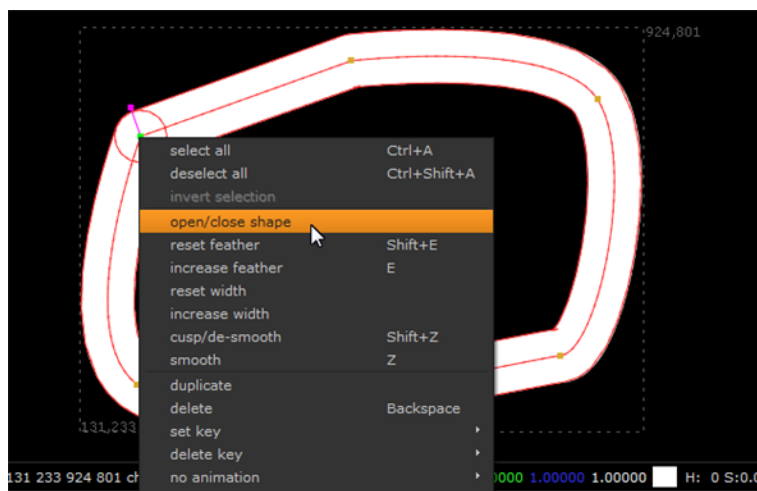 924,801
select all Ctrl+A
deselect all Ctrl+Shift+A
invert selection
open/close shape
reset feather Shift+E
increase feather E
reset width
increase width
cusp/de-smooth Shift+Z
smooth Z
duplicate
delete Backspace
131,233
set key
delete key
no animation
131 233 924 801 ch 0000 1.00000 1.00000 H: 0 S:0.0